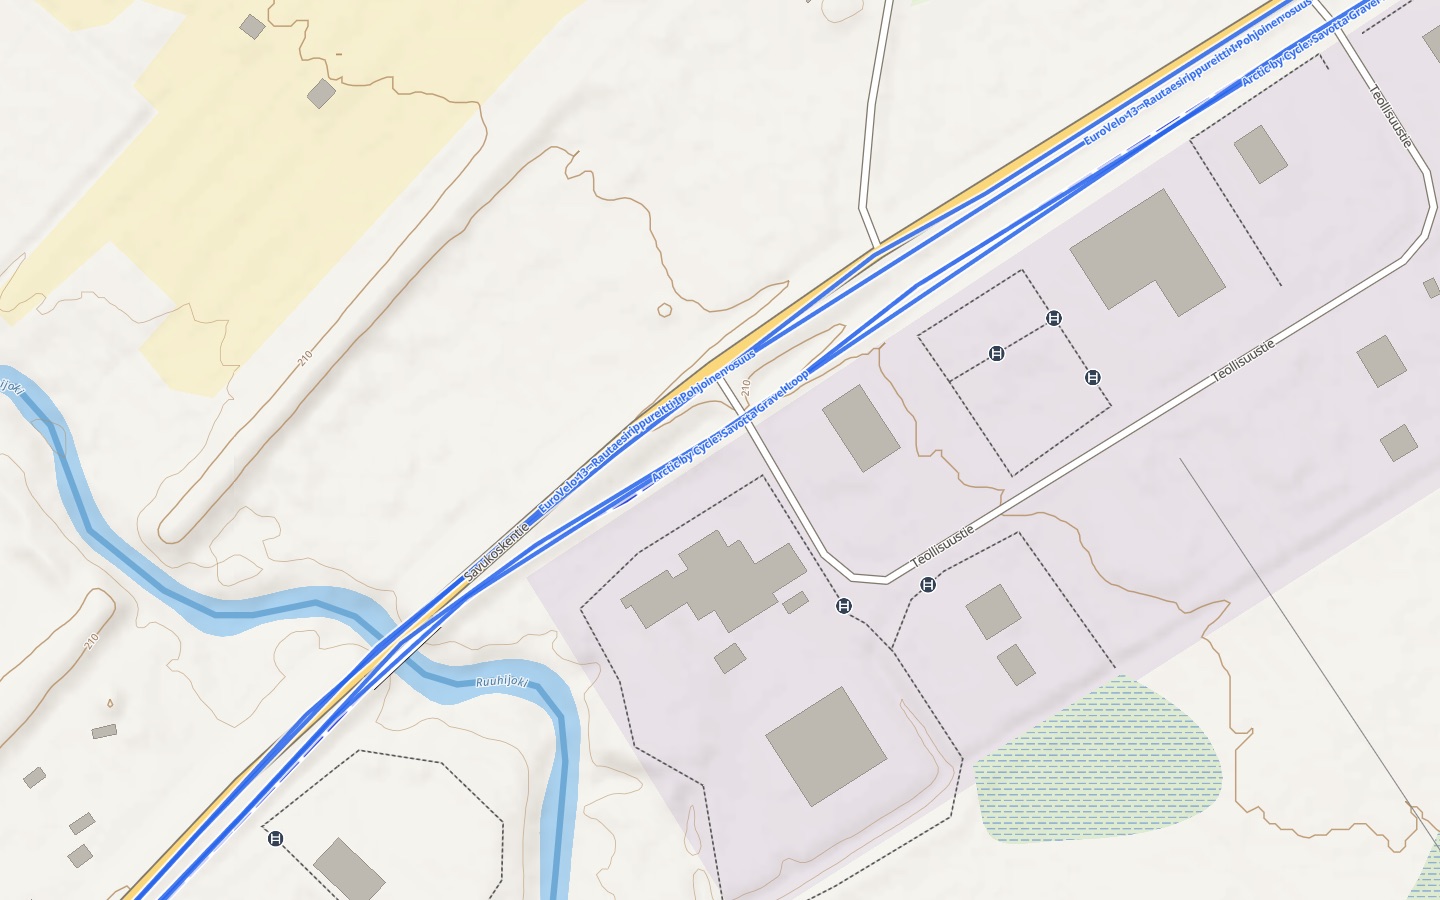 EuroVelo 13 - Rautaesirippureitti | Pohjoinen osuus
Arctic by Cycle: Savotta Gravel
Teollisuustie
210
EuroVelo 13 - Rautaesirippureitti | Pohjoinen osuus
210
Arctic by Cycle: Savotta Gravel Loop
Teollisuustie
ijoki
Savukoskentie
Teollisuustie
210
Ruuhijoki